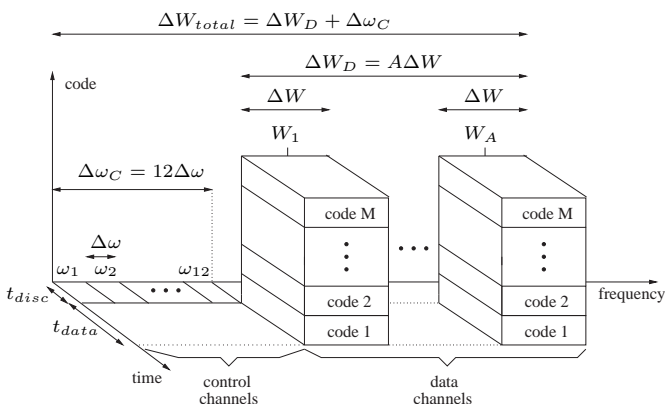 ΔW_total = ΔW_D + Δω_C
code
ΔW_D = AΔW
ΔW ΔW
W_1 W_A
Δω_C = 12Δω
code M code M
Δω
ω_1 ω_2 ω_12
t_disc
frequency
code 2 code 2
t_data
code 1 code 1
time
control channels
data channels